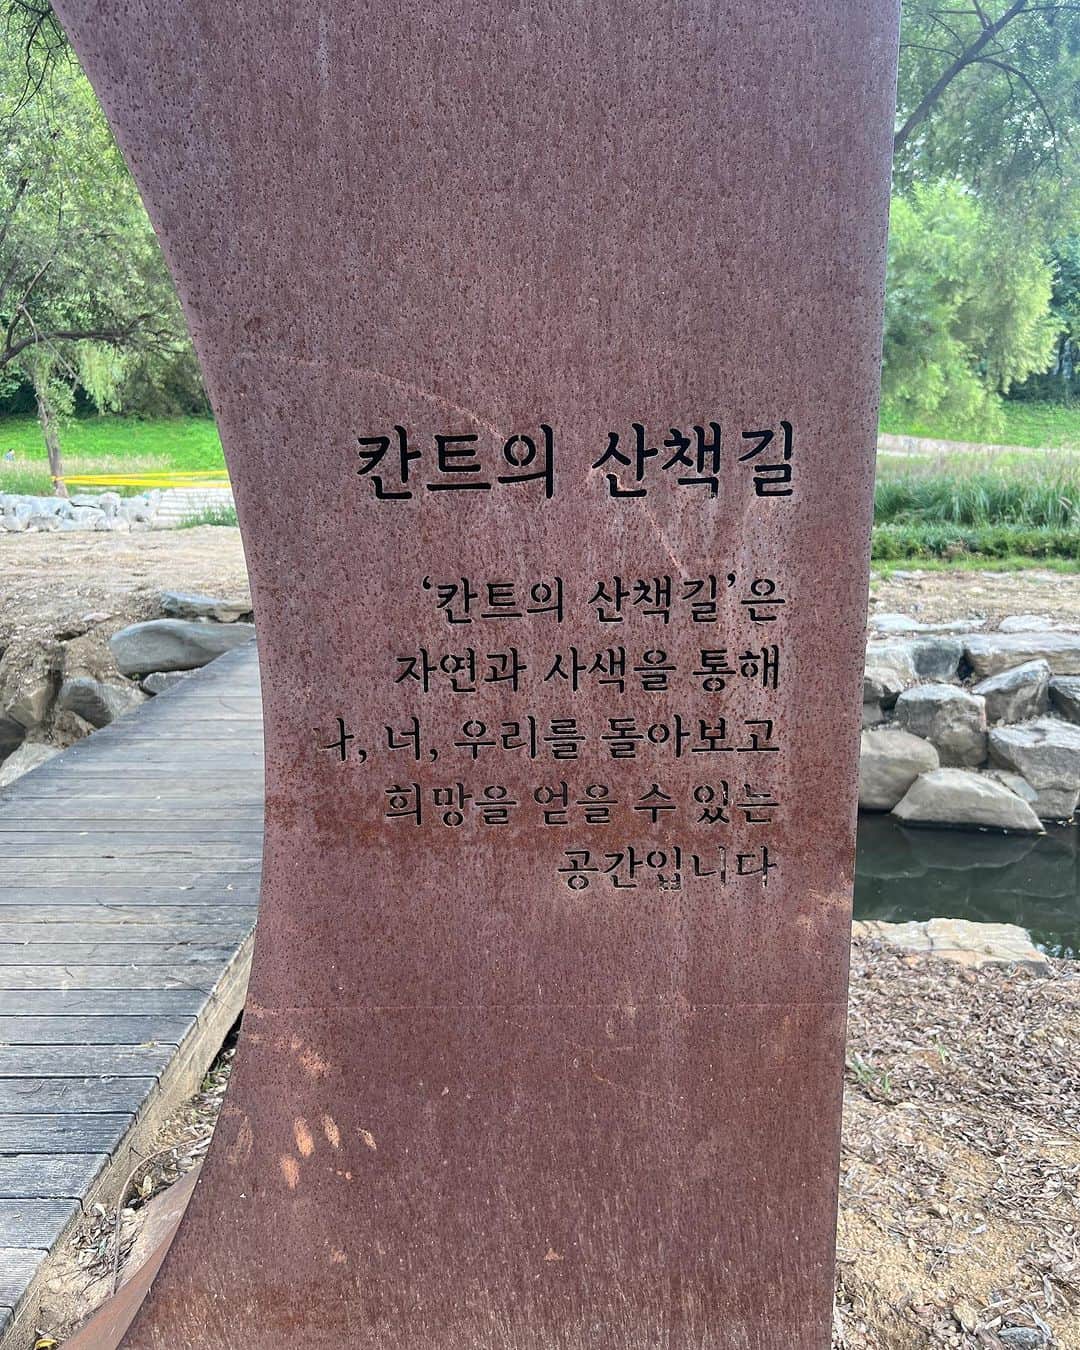 칸트의 산책길
‘칸트의 산책길’은
자연과 사색을 통해
나, 너, 우리를 돌아보고
희망을 얻을 수 있는
공간입니다